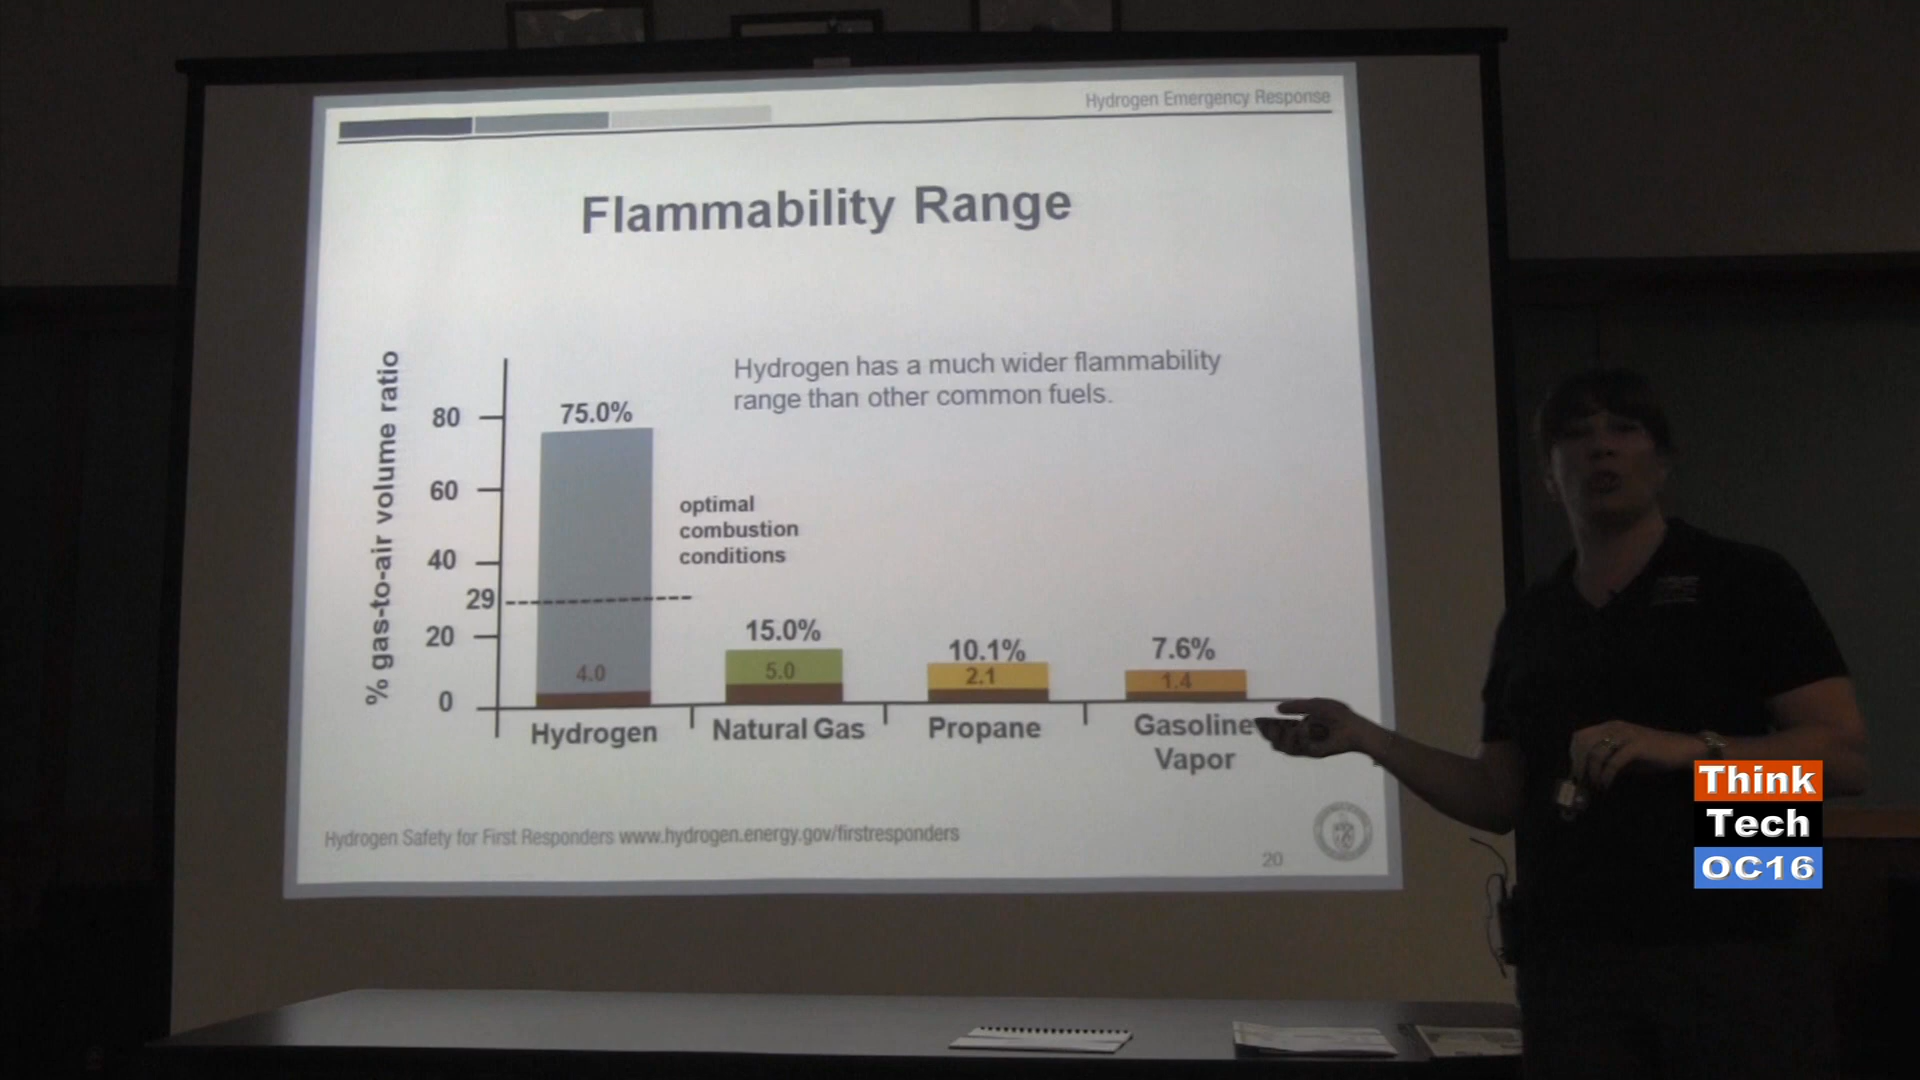 Hydrogen Emergency Response
Flammability Range
Hydrogen has a much wider flammability
range than other common fuels.
% gas-to-air volume ratio
80
60
40
29
20
0
75.0%
4.0
optimal
combustion
conditions
15.0%
5.0
10.1%
2.1
7.6%
1.4
Hydrogen
Natural Gas
Propane
Gasoline
Vapor
Hydrogen Safety for First Responders www.hydrogen.energy.gov/firstresponders
20
Think
Tech
OC16